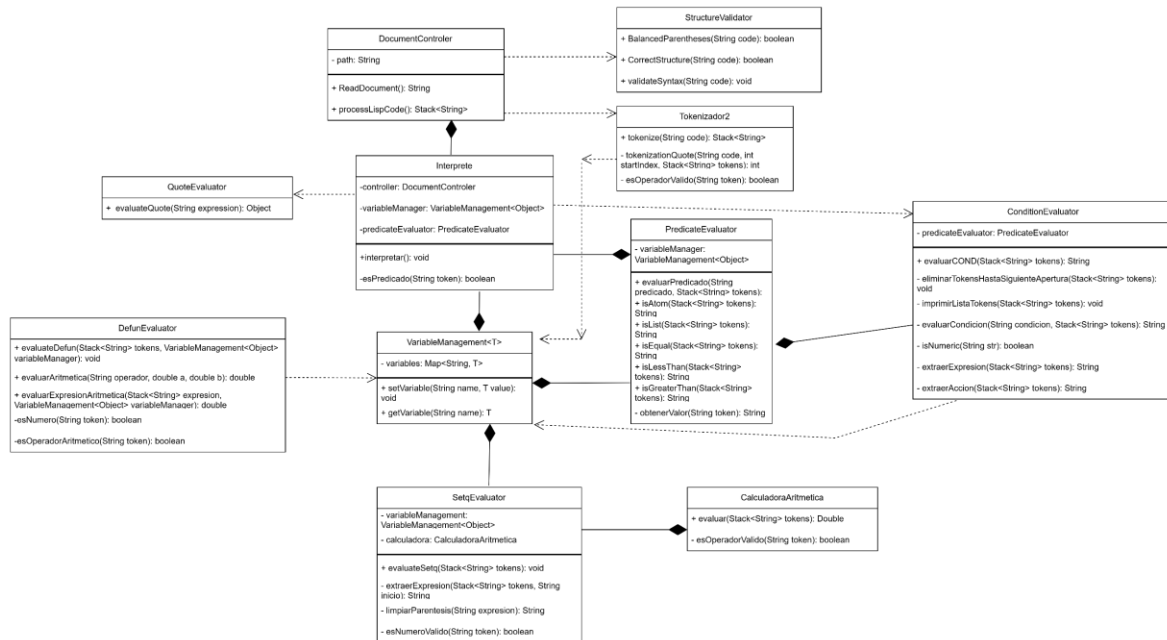 StructureValidator
+ BalancedParentheses(String code): boolean
+ CorrectStructure(String code): boolean
+ validateSyntax(String code): void
DocumentControler
- path: String
+ ReadDocument(): String
+ processLispCode(): Stack<String>
Tokenizador2
+ tokenize(String code): Stack<String>
- tokenizationQuote(String code, int
startIndex, Stack<String> tokens): int
- esOperadorValido(String token): boolean
Interprete
-controller: DocumentControler
-variableManager: VariableManagement<Object>
-predicateEvaluator: PredicateEvaluator
+interpretar(): void
-esPredicado(String token): boolean
QuoteEvaluator
+ evaluateQuote(String expression): Object
PredicateEvaluator
- variableManager:
VariableManagement<Object>
+ evaluarPredicado(String
predicado, Stack<String> tokens):
+ isAtom(Stack<String> tokens):
String
+ isList(Stack<String> tokens):
String
+ isEqual(Stack<String> tokens):
String
+ isLessThan(Stack<String>
tokens): String
+ isGreaterThan(Stack<String>
tokens): String
- obtenerValor(String token): String
ConditionEvaluator
- predicateEvaluator: PredicateEvaluator
+ evaluarCOND(Stack<String> tokens): String
- eliminarTokensHastaSiguienteApertura(Stack<String> tokens):
void
- imprimirListaTokens(Stack<String> tokens): void
- evaluarCondicion(String condicion, Stack<String> tokens): String
- isNumeric(String str): boolean
- extraerExpresion(Stack<String> tokens): String
- extraerAccion(Stack<String> tokens): String
DefunEvaluator
+ evaluateDefun(Stack<String> tokens, VariableManagement<Object>
variableManager): void
+ evaluarAritmetica(String operador, double a, double b): double
+ evaluarExpresionAritmetica(Stack<String> expresion,
VariableManagement<Object> variableManager): double
-esNumero(String token): boolean
-esOperadorAritmetico(String token): boolean
VariableManagement<T>
- variables: Map<String, T>
+ setVariable(String name, T value):
void
+ getVariable(String name): T
SetqEvaluator
- variableManagement:
VariableManagement<Object>
- calculadora: CalculadoraAritmetica
+ evaluateSetq(Stack<String> tokens): void
- extraerExpresion(Stack<String> tokens, String
inicio): String
- limpiarParentesis(String expresion): String
- esNumeroValido(String token): boolean
CalculadoraAritmetica
+ evaluar(Stack<String> tokens): Double
- esOperadorValido(String token): boolean